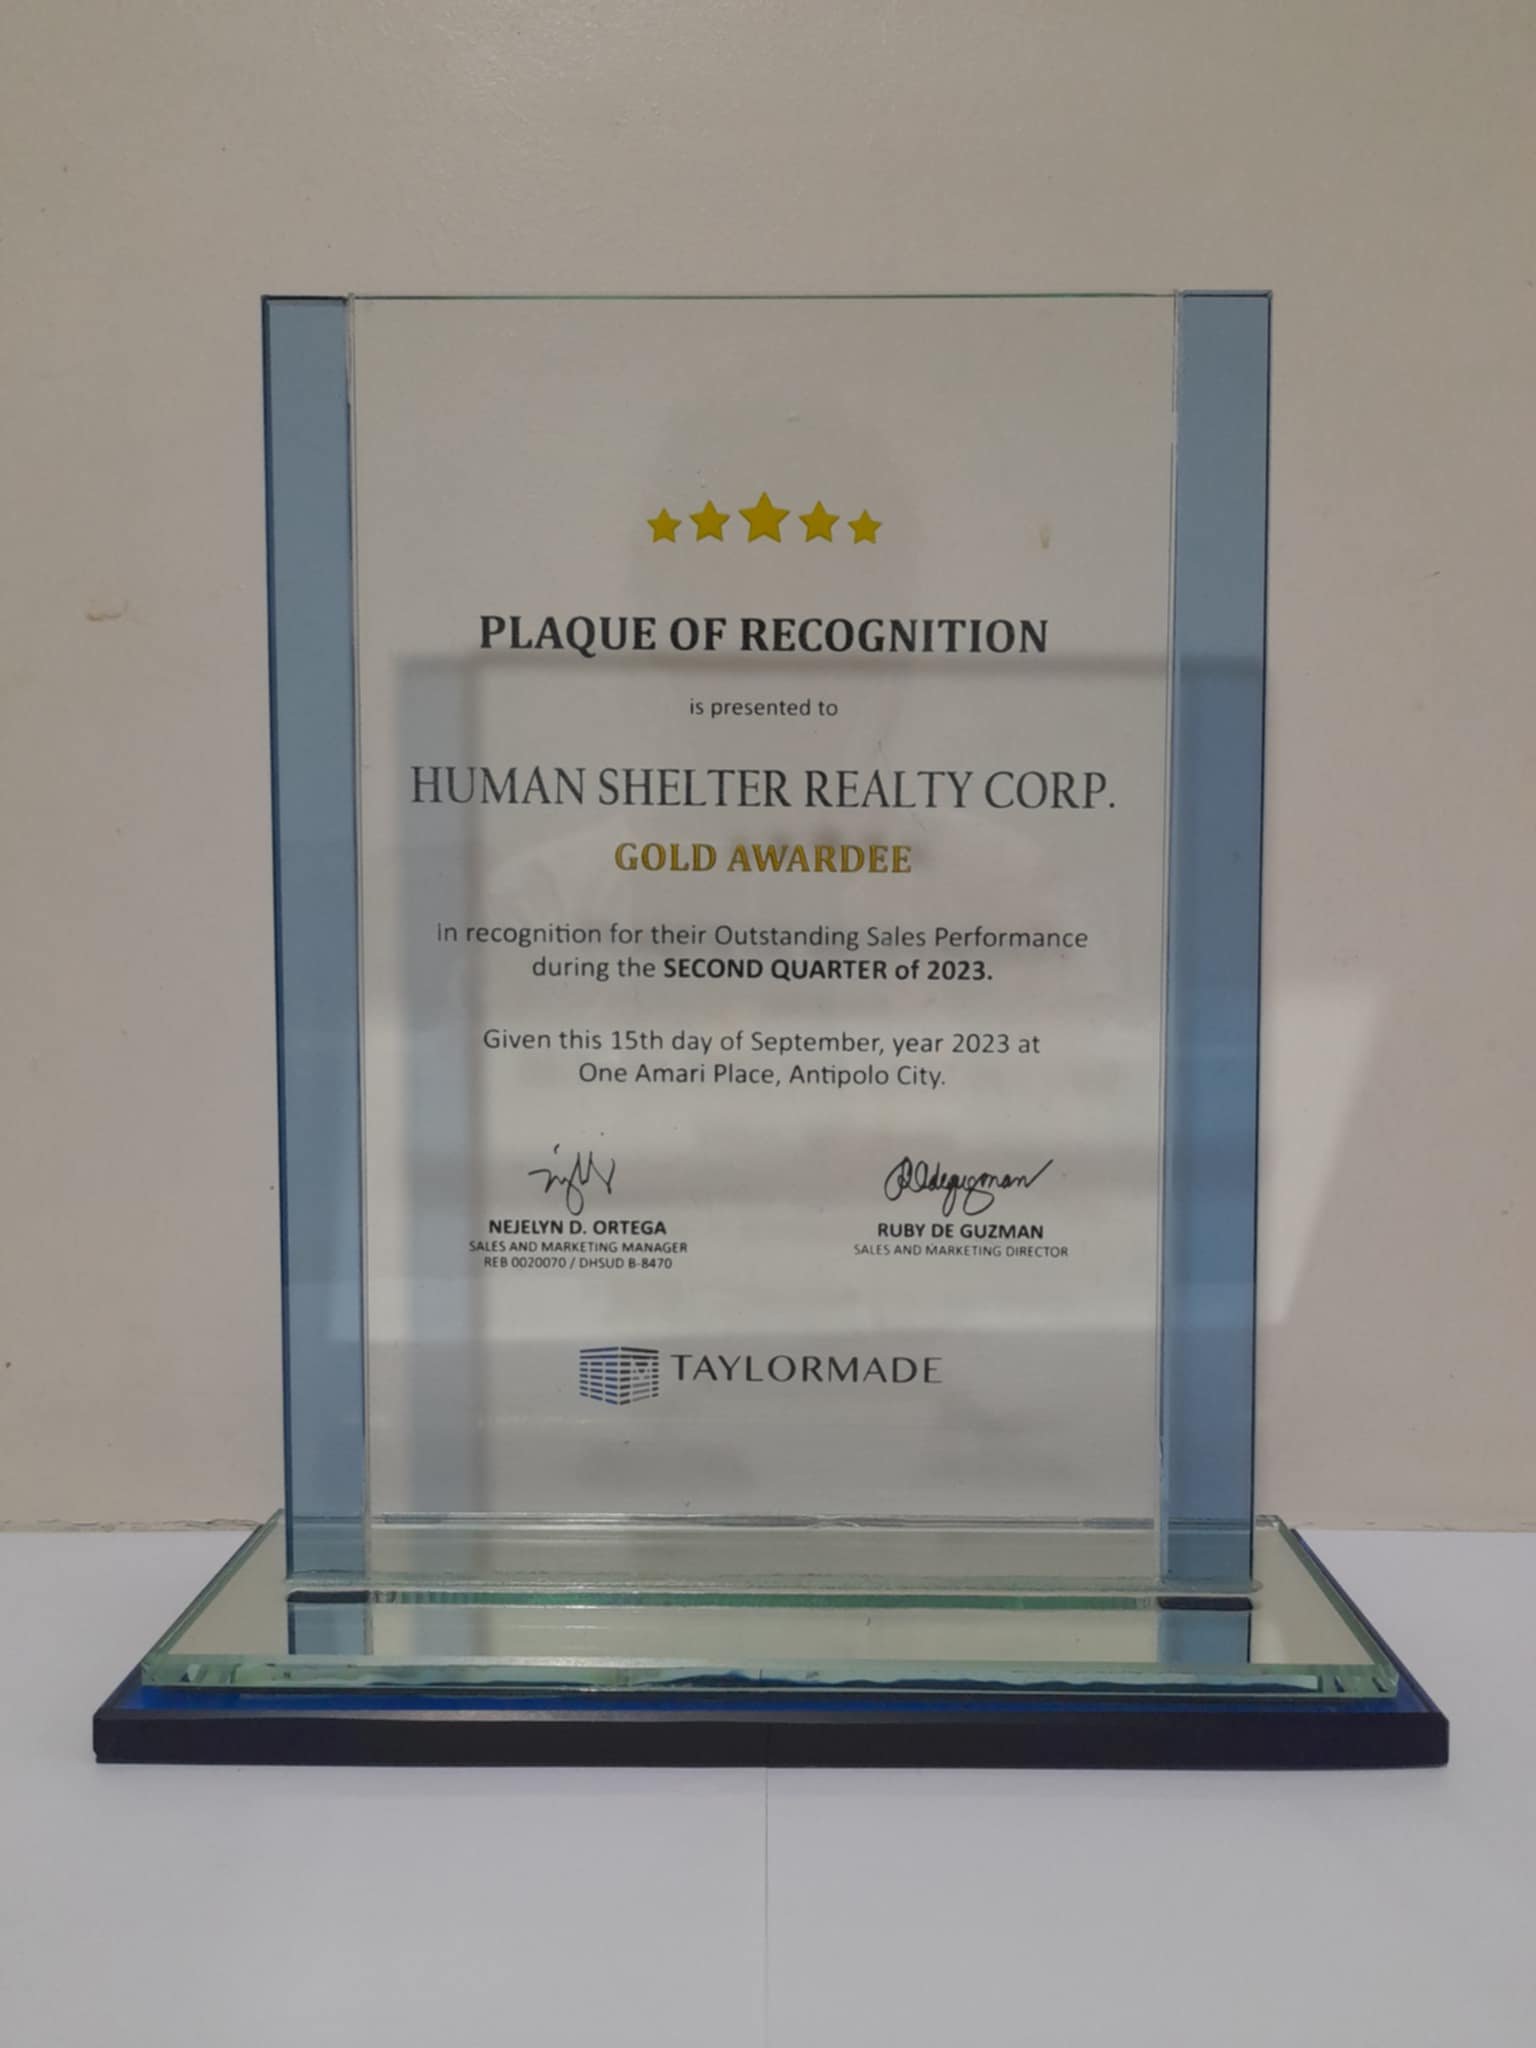 PLAQUE OF RECOGNITION
is presented to
HUMAN SHELTER REALTY CORP.
GOLD AWARDEE
in recognition for their Outstanding Sales Performance
during the SECOND QUARTER of 2023.
Given this 15th day of September, year 2023 at
One Amari Place, Antipolo City.
NEJELYN D. ORTEGA
SALES AND MARKETING MANAGER
REB 0020070 / DHSUD B-8470
RUBY DE GUZMAN
SALES AND MARKETING DIRECTOR
TAYLORMADE